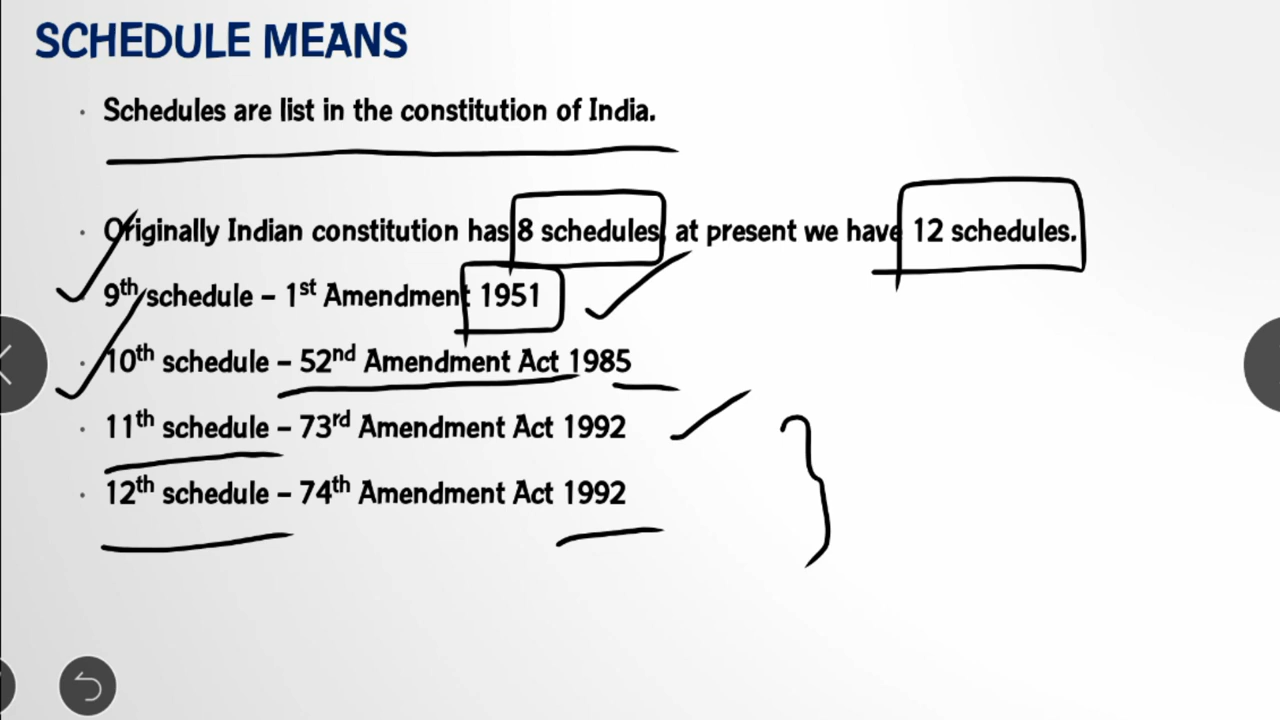 SCHEDULE MEANS
· Schedules are list in the constitution of India.
· Originally Indian constitution has 8 schedules, at present we have 12 schedules.
· 9th schedule – 1st Amendment 1951
· 10th schedule – 52nd Amendment Act 1985
· 11th schedule – 73rd Amendment Act 1992
· 12th schedule – 74th Amendment Act 1992